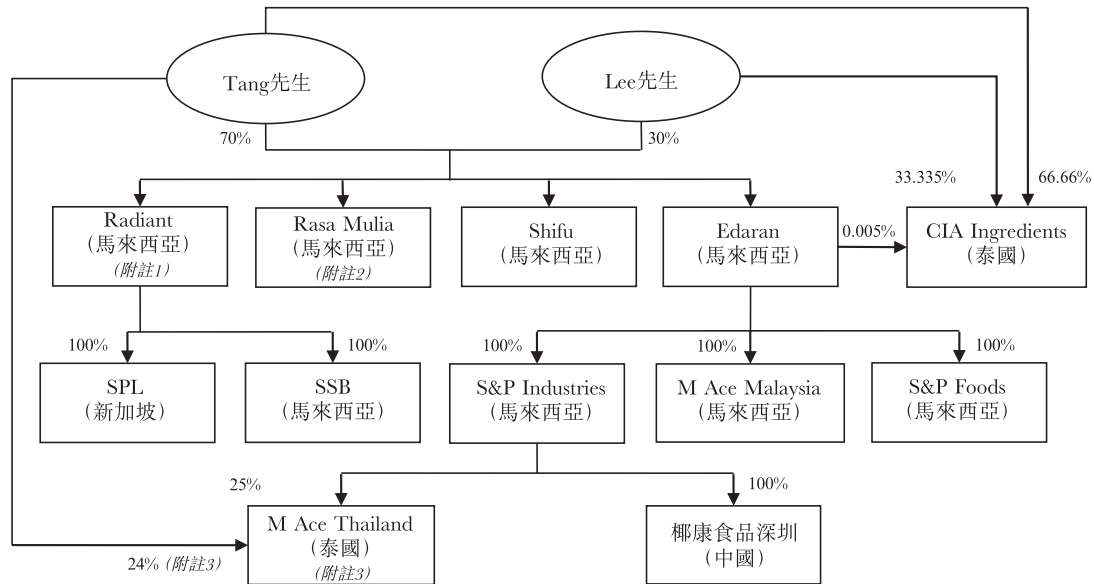 Tang先生
Lee先生
70%
30%
33.335%
66.66%
Radiant
(馬來西亞)
(附註1)
Rasa Mulia
(馬來西亞)
(附註2)
Shifu
(馬來西亞)
Edaran
(馬來西亞)
0.005%
CIA Ingredients
(泰國)
100%
100%
100%
100%
100%
SPL
(新加坡)
SSB
(馬來西亞)
S&P Industries
(馬來西亞)
M Ace Malaysia
(馬來西亞)
S&P Foods
(馬來西亞)
25%
100%
M Ace Thailand
(泰國)
(附註3)
椰康食品深圳
(中國)
24% (附註3)